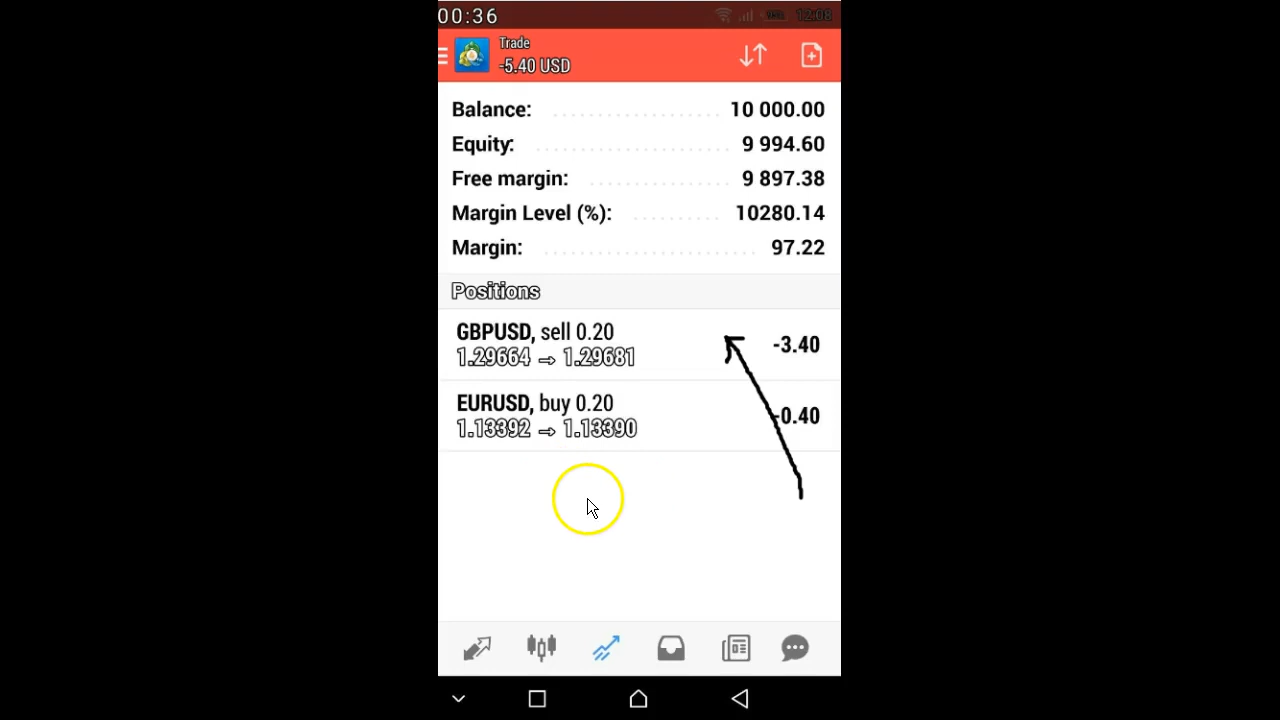 00:36
12:08
Trade
-5.40 USD
Balance: 10 000.00
Equity: 9 994.60
Free margin: 9 897.38
Margin Level (%): 10280.14
Margin: 97.22
Positions
GBPUSD, sell 0.20 -3.40
1.29664 → 1.29681
EURUSD, buy 0.20 -0.40
1.13392 → 1.13390